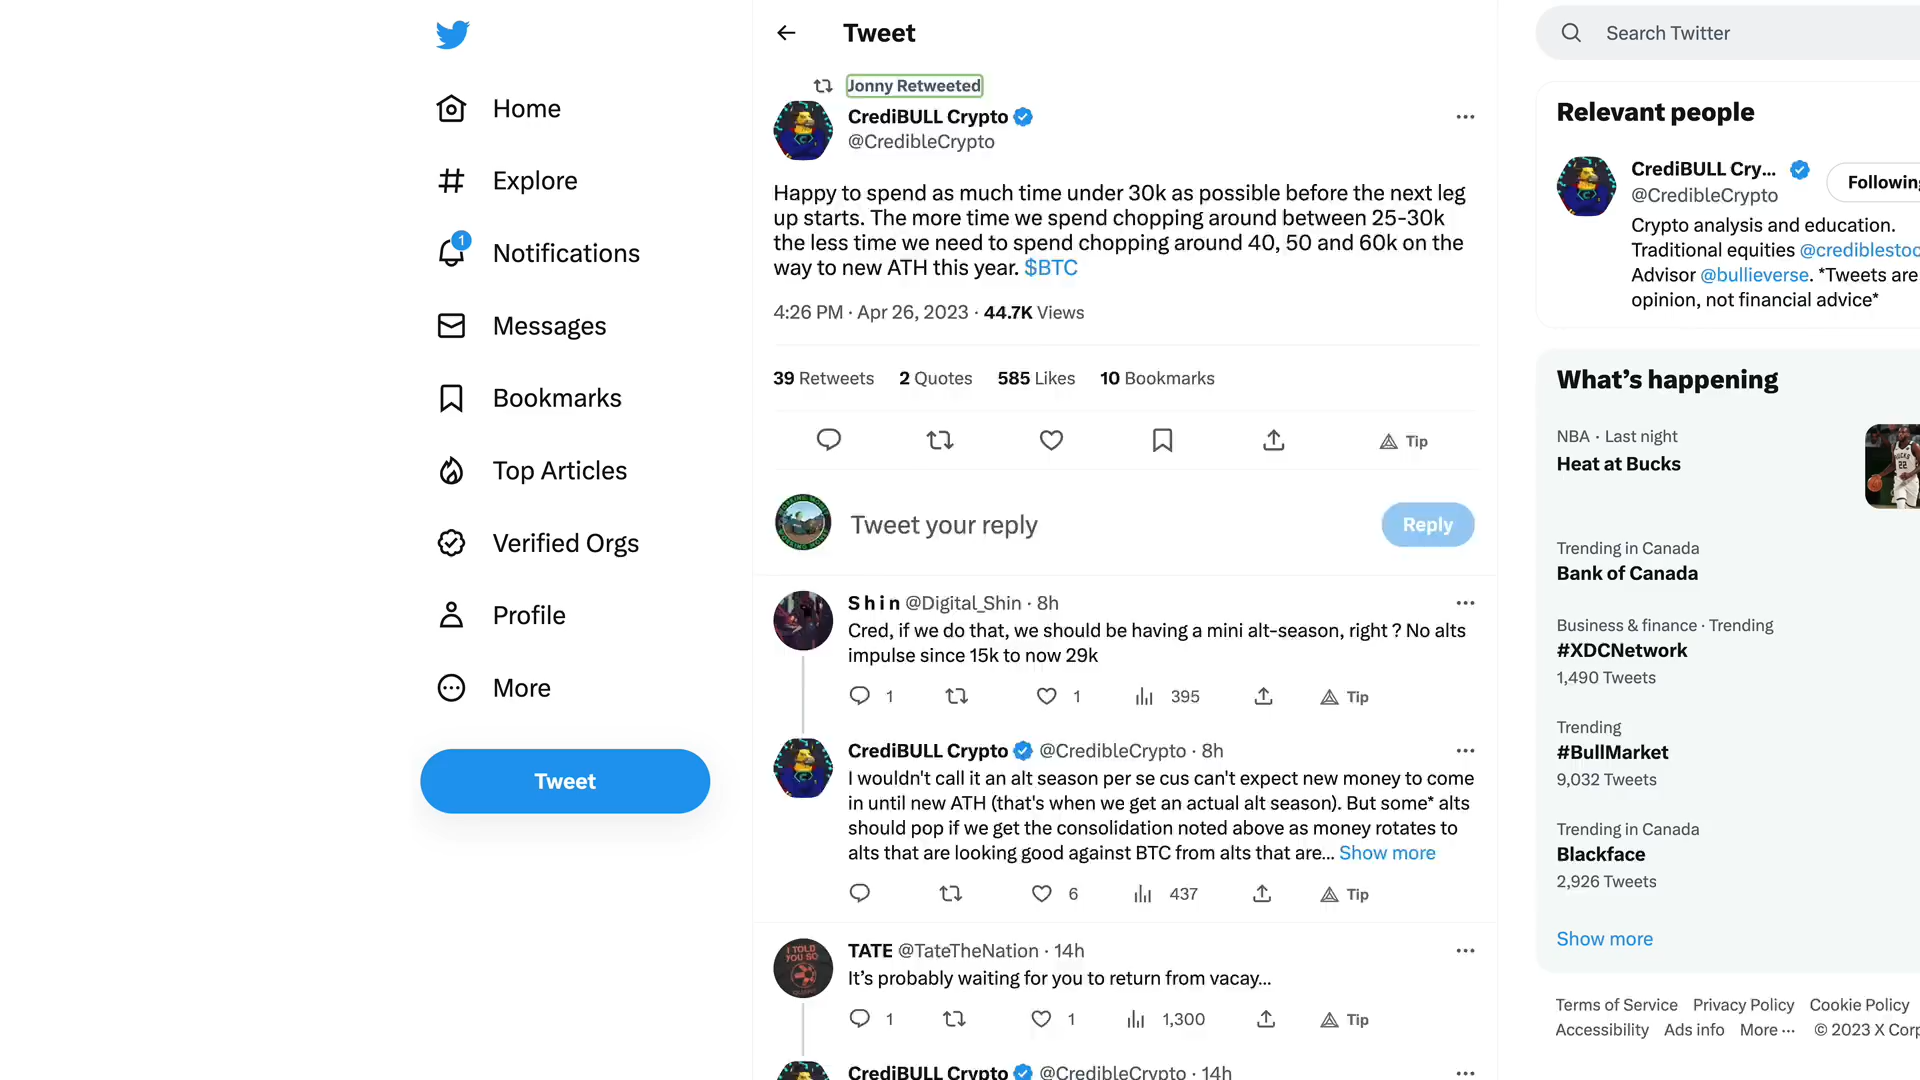 Home
Explore
1
Notifications
Messages
Bookmarks
Top Articles
Verified Orgs
Profile
More
Tweet
Tweet
Jonny Retweeted
CrediBULL Crypto
@CredibleCrypto
Happy to spend as much time under 30k as possible before the next leg
up starts. The more time we spend chopping around between 25-30k
the less time we need to spend chopping around 40, 50 and 60k on the
way to new ATH this year. $BTC
4:26 PM · Apr 26, 2023 · 44.7K Views
39 Retweets 2 Quotes 585 Likes 10 Bookmarks
Tip
Tweet your reply
Reply
Shin @Digital_Shin · 8h
Cred, if we do that, we should be having a mini alt-season, right ? No alts
impulse since 15k to now 29k
1 1 395 Tip
CrediBULL Crypto @CredibleCrypto · 8h
I wouldn't call it an alt season per se cus can't expect new money to come
in until new ATH (that's when we get an actual alt season). But some* alts
should pop if we get the consolidation noted above as money rotates to
alts that are looking good against BTC from alts that are... Show more
6 437 Tip
I TOLD
YOU SO
TATE @TateTheNation · 14h
It's probably waiting for you to return from vacay...
1 1 1,300 Tip
CrediBULL Crypto @CredibleCrypto · 14h
Search Twitter
Relevant people
CrediBULL Cry...
Following
@CredibleCrypto
Crypto analysis and education.
Traditional equities @crediblestoc
Advisor @bullieverse. *Tweets are
opinion, not financial advice*
What's happening
NBA · Last night
Heat at Bucks
BUCKS
22
Trending in Canada
Bank of Canada
Business & finance · Trending
#XDCNetwork
1,490 Tweets
Trending
#BullMarket
9,032 Tweets
Trending in Canada
Blackface
2,926 Tweets
Show more
Terms of Service Privacy Policy Cookie Policy
Accessibility Ads info More ··· © 2023 X Corp